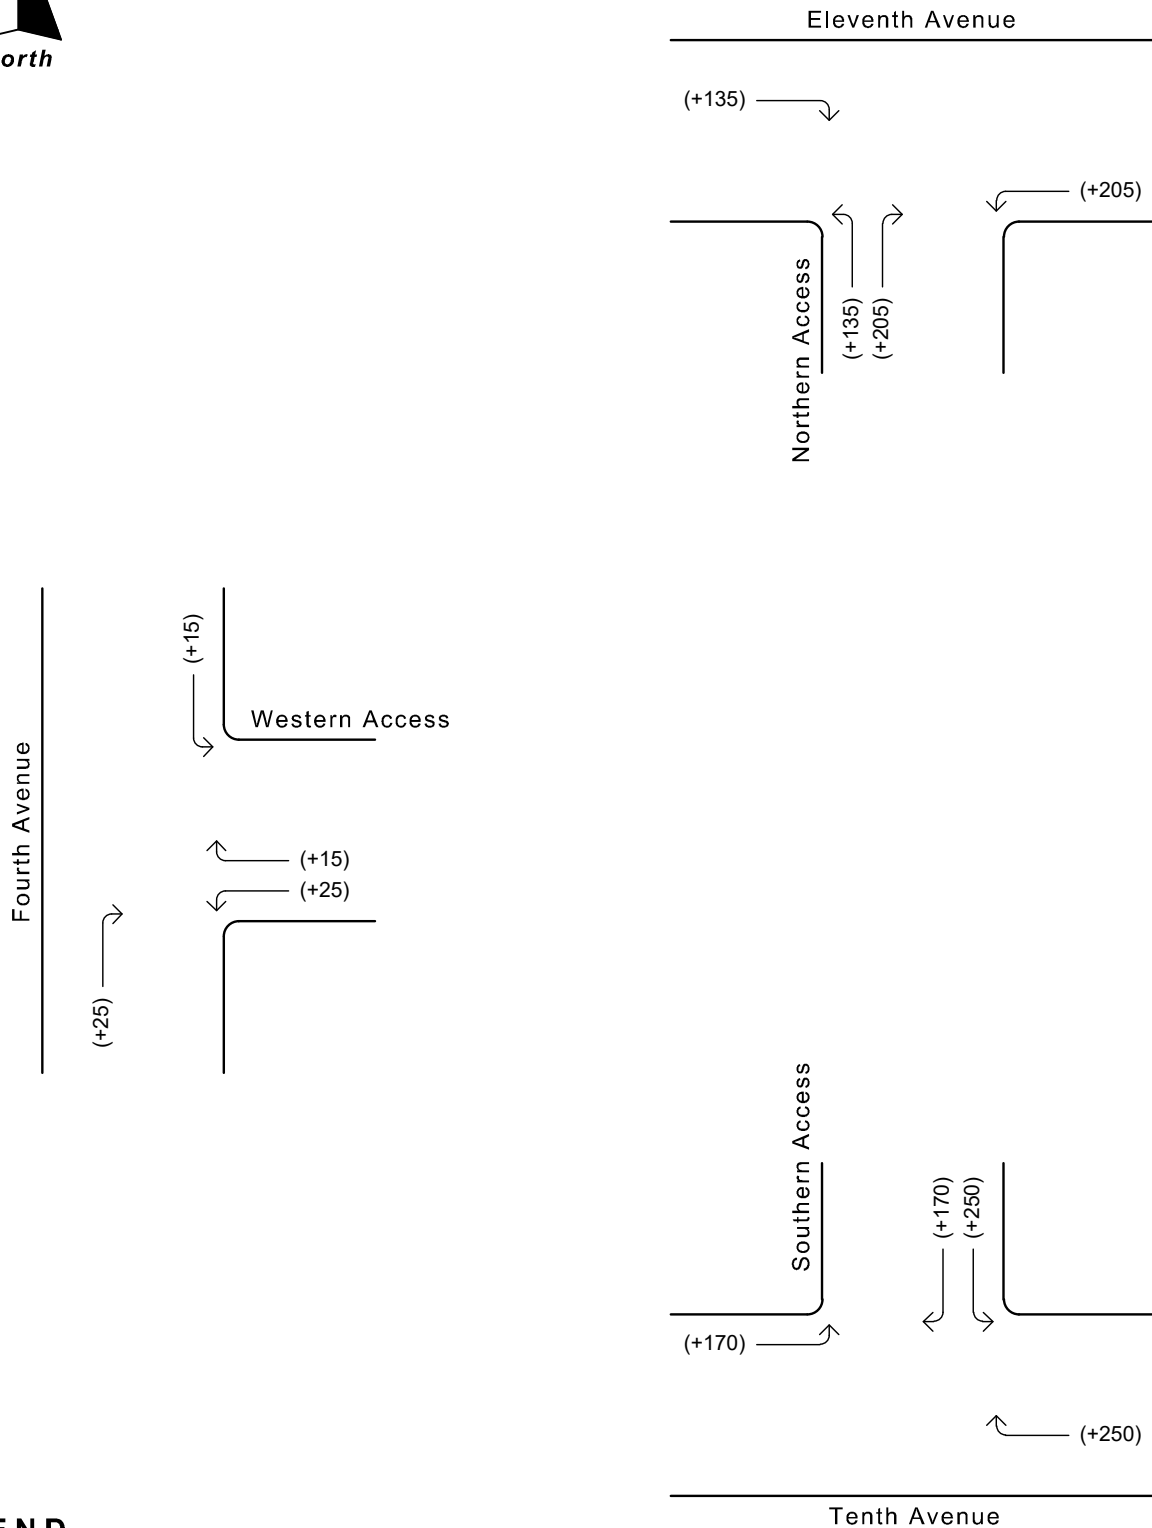 Eleventh Avenue
orth
(+135)
(+205)
(+135)
(+205)
Northern Access
(+15)
Western Access
Fourth Avenue
(+15)
(+25)
(+25)
Southern Access
(+170)
(+250)
(+170)
(+250)
Tenth Avenue
END